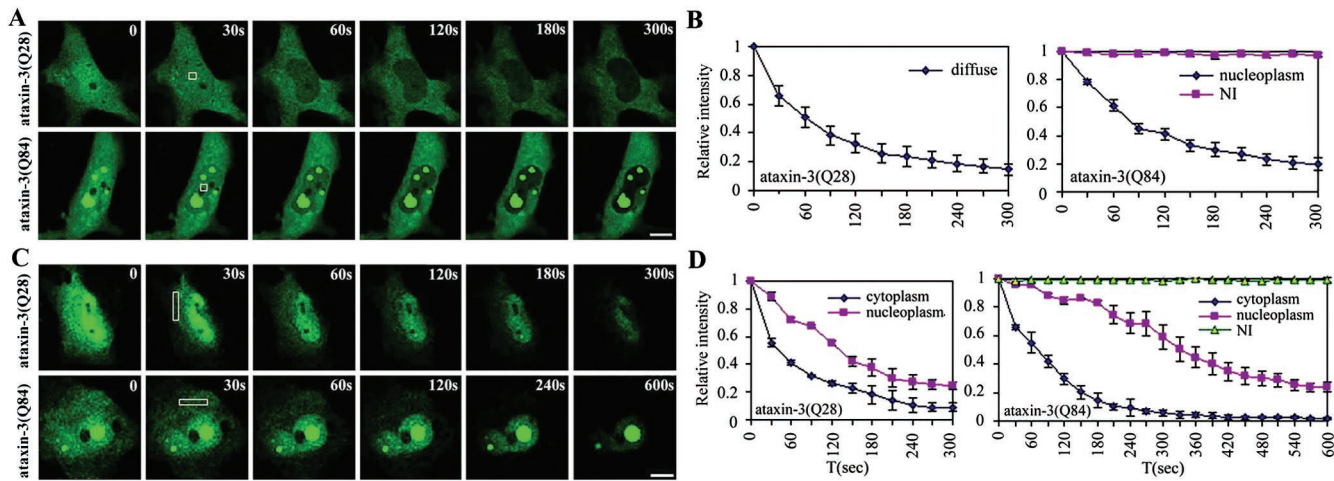 A
0 30s 60s 120s 180s 300s
ataxin-3(Q28)
ataxin-3(Q84)
B
Relative intensity
1
0.8
0.6
0.4
0.2
0
diffuse
ataxin-3(Q28)
0 60 120 180 240 300
1
0.8
0.6
0.4
0.2
0
nucleoplasm
NI
ataxin-3(Q84)
0 60 120 180 240 300
C
0 30s 60s 120s 180s 300s
ataxin-3(Q28)
0 30s 60s 120s 240s 600s
ataxin-3(Q84)
D
Relative intensity
1
0.8
0.6
0.4
0.2
0
cytoplasm
nucleoplasm
ataxin-3(Q28)
0 60 120 180 240 300
T(sec)
1
0.8
0.6
0.4
0.2
0
cytoplasm
nucleoplasm
NI
ataxin-3(Q84)
0 60 120 180 240 300 360 420 480 540 600
T(sec)